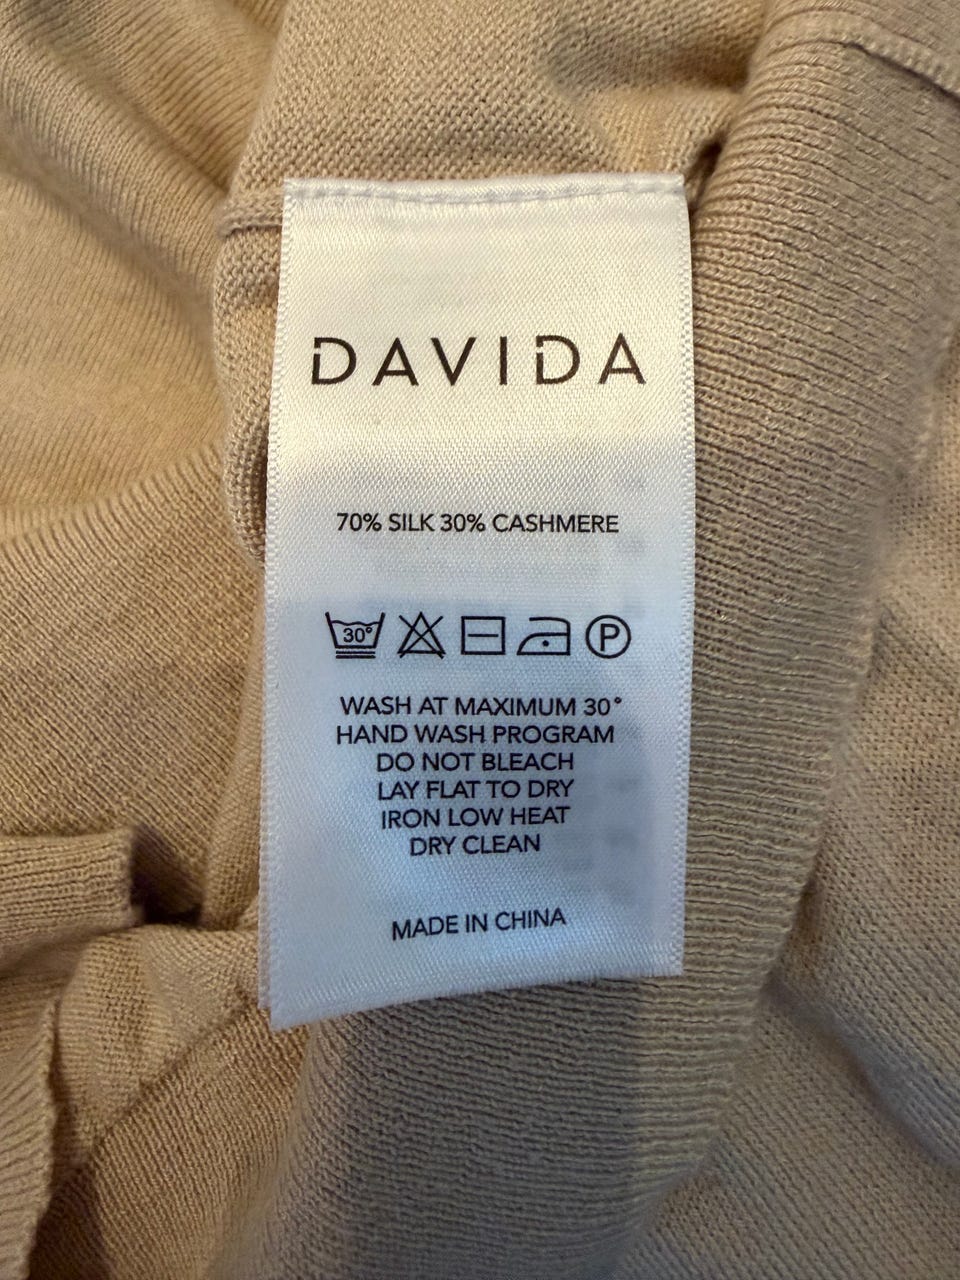 DAVIDA
70% SILK 30% CASHMERE
30° P
WASH AT MAXIMUM 30°
HAND WASH PROGRAM
DO NOT BLEACH
LAY FLAT TO DRY
IRON LOW HEAT
DRY CLEAN
MADE IN CHINA